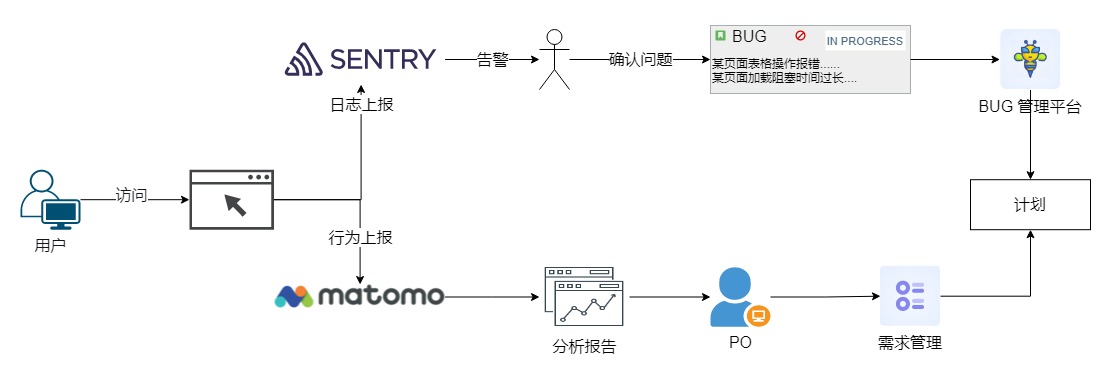 SENTRY
告警
确认问题
BUG
IN PROGRESS
某页面表格操作报错......
某页面加载阻塞时间过长....
BUG 管理平台
日志上报
访问
用户
计划
行为上报
matomo
分析报告
PO
需求管理